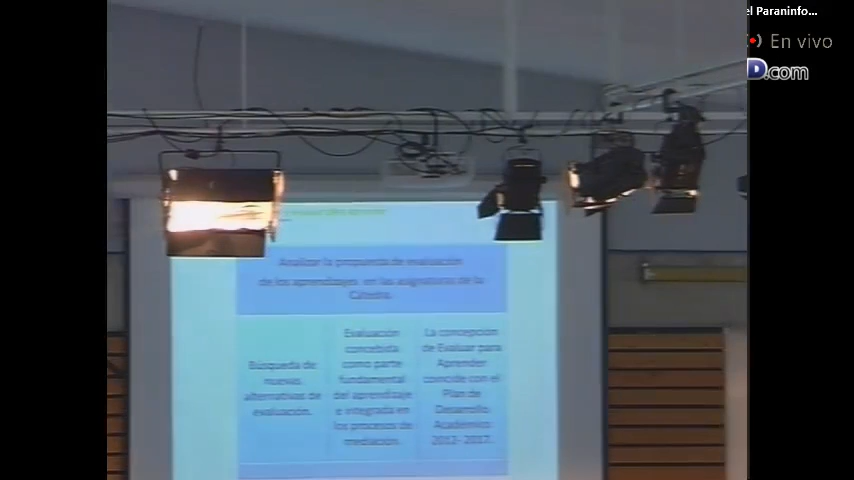 el Paraninfo...
En vivo
D.com
Analizar la propuesta de evaluación
de los aprendizajes en las asignaturas de la
Cátedra.
Búsqueda de
nuevas
alternativas de
evaluación.
Evaluación
concebida
como parte
fundamental
del aprendizaje
e integrada en
los procesos de
mediación.
La concepción
de Evaluar para
Aprender
coincide con el
Plan de
Desarrollo
Académico
2012- 2017.